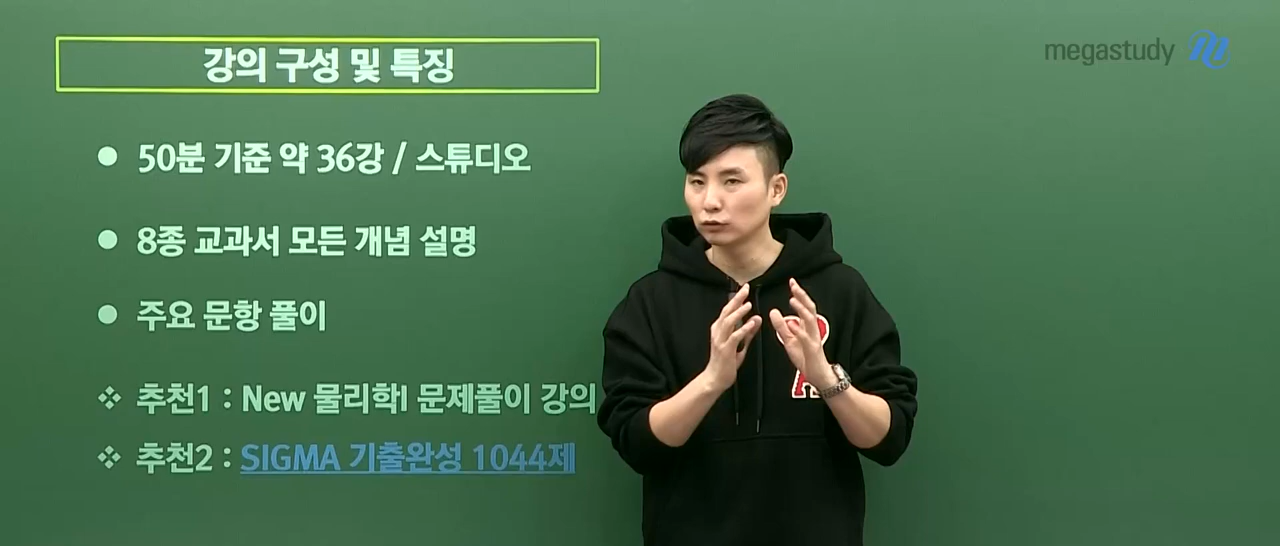 강의 구성 및 특징
megastudy
● 50분 기준 약 36강 / 스튜디오
● 8종 교과서 모든 개념 설명
● 주요 문항 풀이
❖ 추천1 : New 물리학I 문제풀이 강의
❖ 추천2 : SIGMA 기출완성 1044제